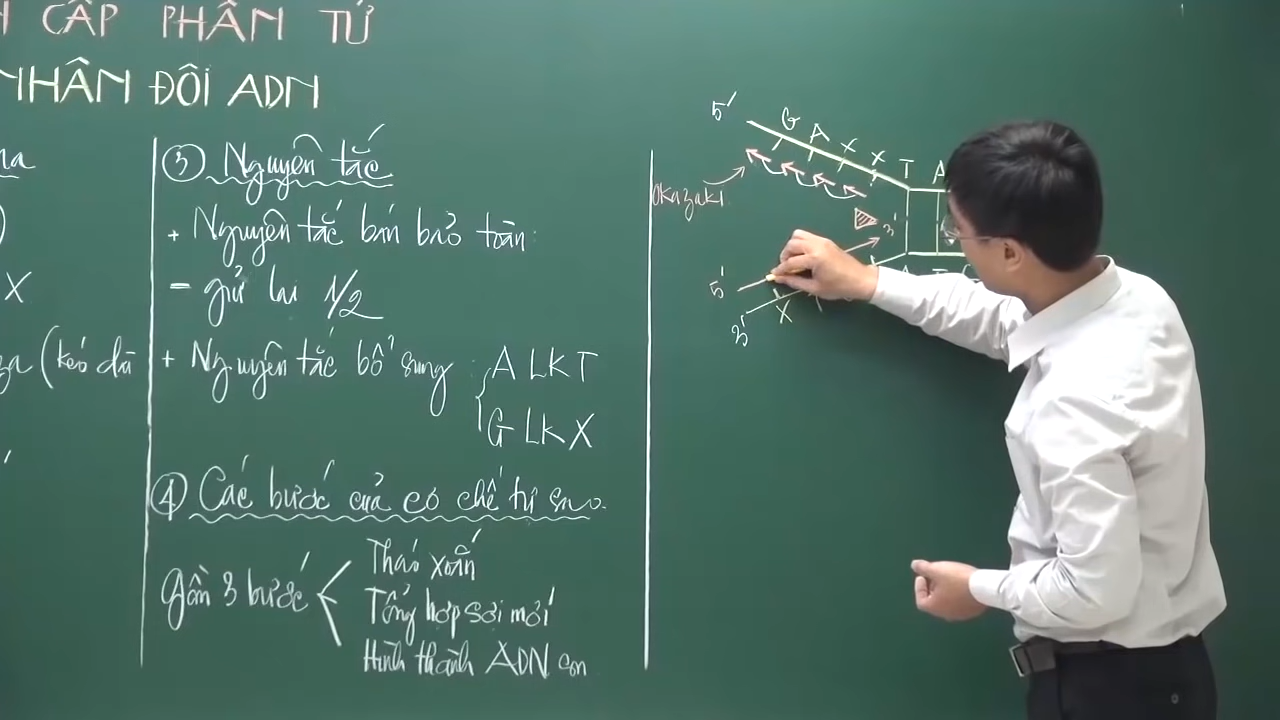 CẤP PHÂN TỬ
NHÂN ĐÔI ADN
X
③ Nguyên tắc
+ Nguyên tắc bán bảo toàn:
- giữ lại 1/2
+ Nguyên tắc bổ sung A LK T
G LK X
④ Các bước của cơ chế tự sao.
Gồm 3 bước
Tháo xoắn
Tổng hợp sợi mới
Hình thành ADN con
5' G A X X T A
Okazaki
3'
5'
3' X